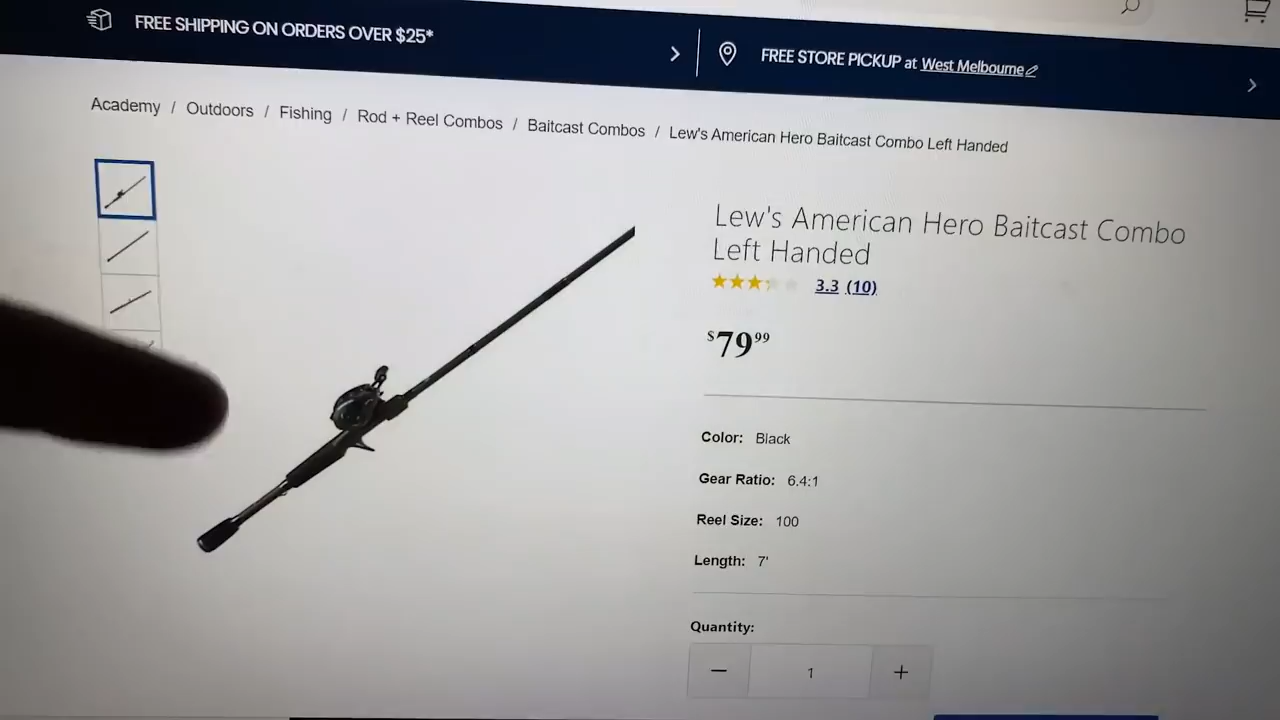 FREE SHIPPING ON ORDERS OVER $25*
FREE STORE PICKUP at West Melbourne
Academy / Outdoors / Fishing / Rod + Reel Combos / Baitcast Combos / Lew's American Hero Baitcast Combo Left Handed
Lew's American Hero Baitcast Combo
Left Handed
3.3 (10)
$7999
Color: Black
Gear Ratio: 6.4:1
Reel Size: 100
Length: 7'
Quantity:
− 1 +